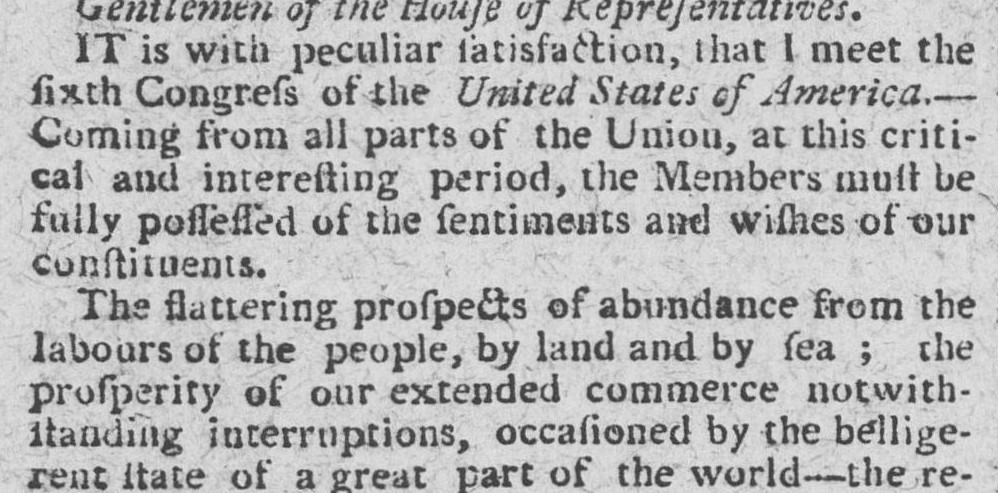 Gentlemen of the Houſe of Repreſentatives.
IT is with peculiar ſatisfaction, that I meet the
ſixth Congreſs of the United States of America.—
Coming from all parts of the Union, at this criti-
cal and intereſting period, the Members muſt be
fully poſſeſſed of the ſentiments and wiſhes of our
conſtituents.
The flattering proſpects of abundance from the
labours of the people, by land and by ſea ; the
proſperity of our extended commerce notwith-
ſtanding interruptions, occaſioned by the bellige-
rent ſtate of a great part of the world—the re-